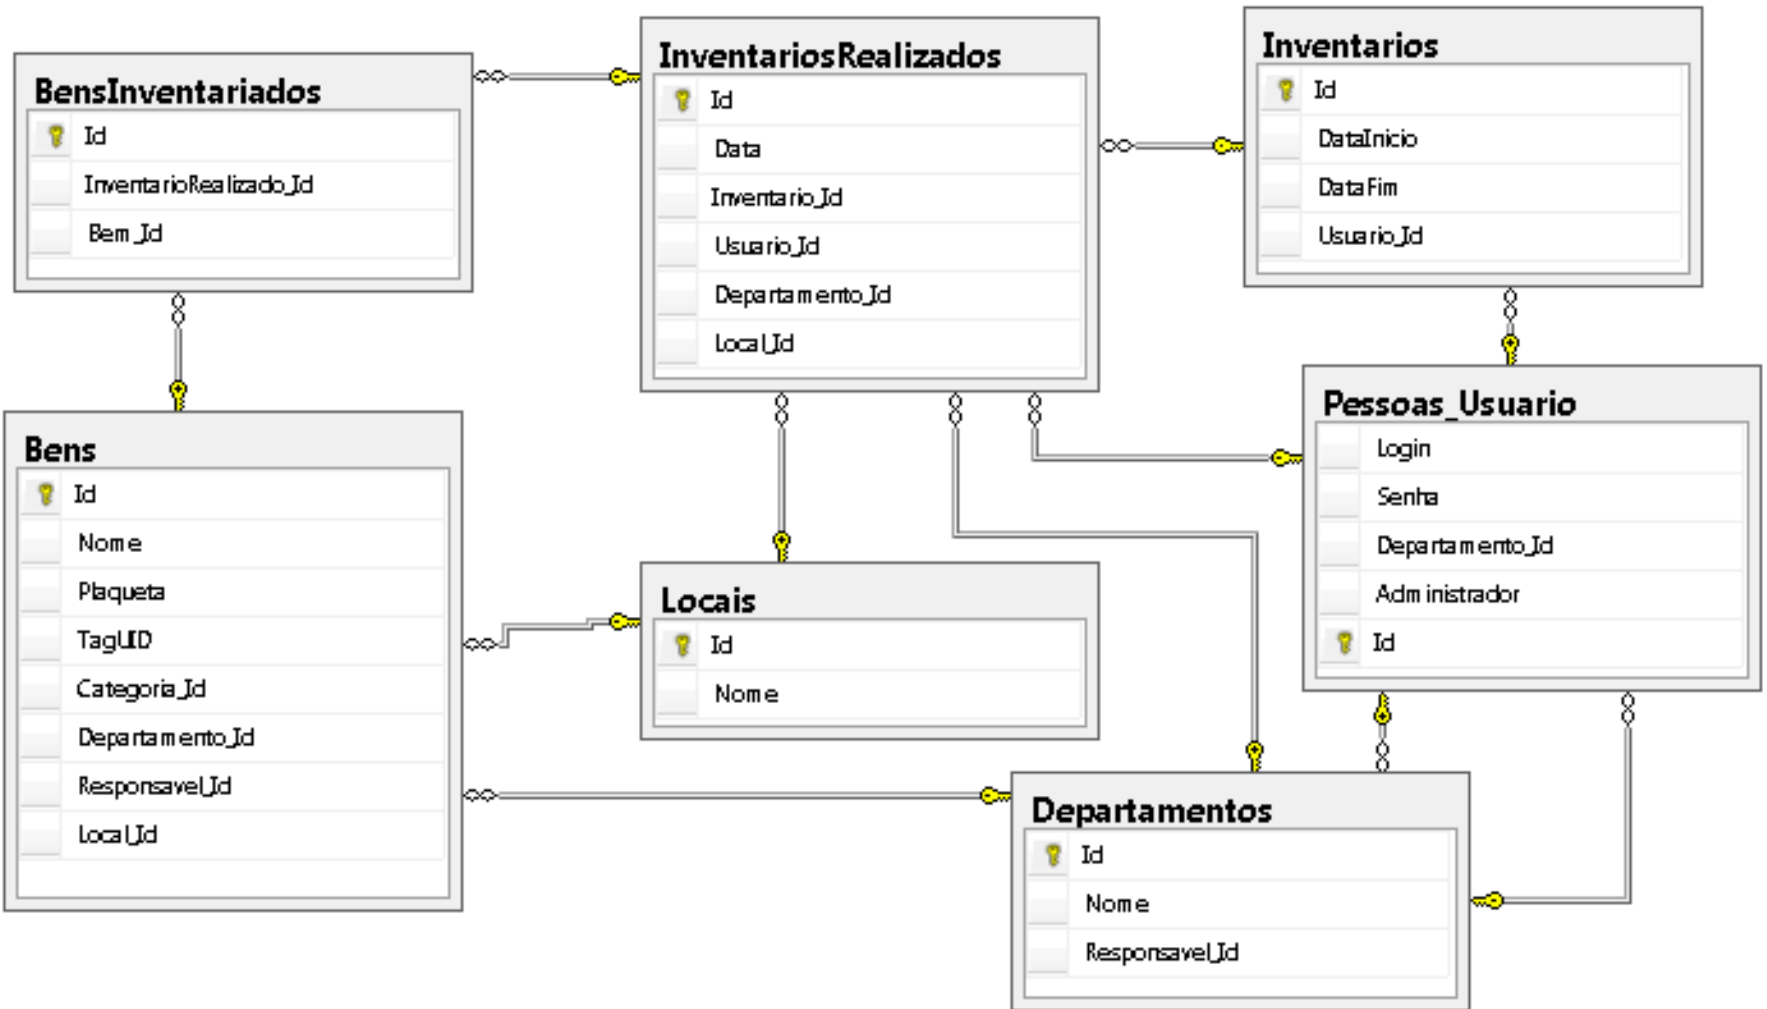 BensInventariados
Id
InventarioRealizado_Id
Bem_Id
InventariosRealizados
Id
Data
Inventario_Id
Usuario_Id
Departamento_Id
Local_Id
Inventarios
Id
DataInicio
DataFim
Usuario_Id
Pessoas_Usuario
Login
Senha
Departamento_Id
Administrador
Id
Bens
Id
Nome
Plaqueta
TagUID
Categoria_Id
Departamento_Id
Responsavel_Id
Local_Id
Locais
Id
Nome
Departamentos
Id
Nome
Responsavel_Id